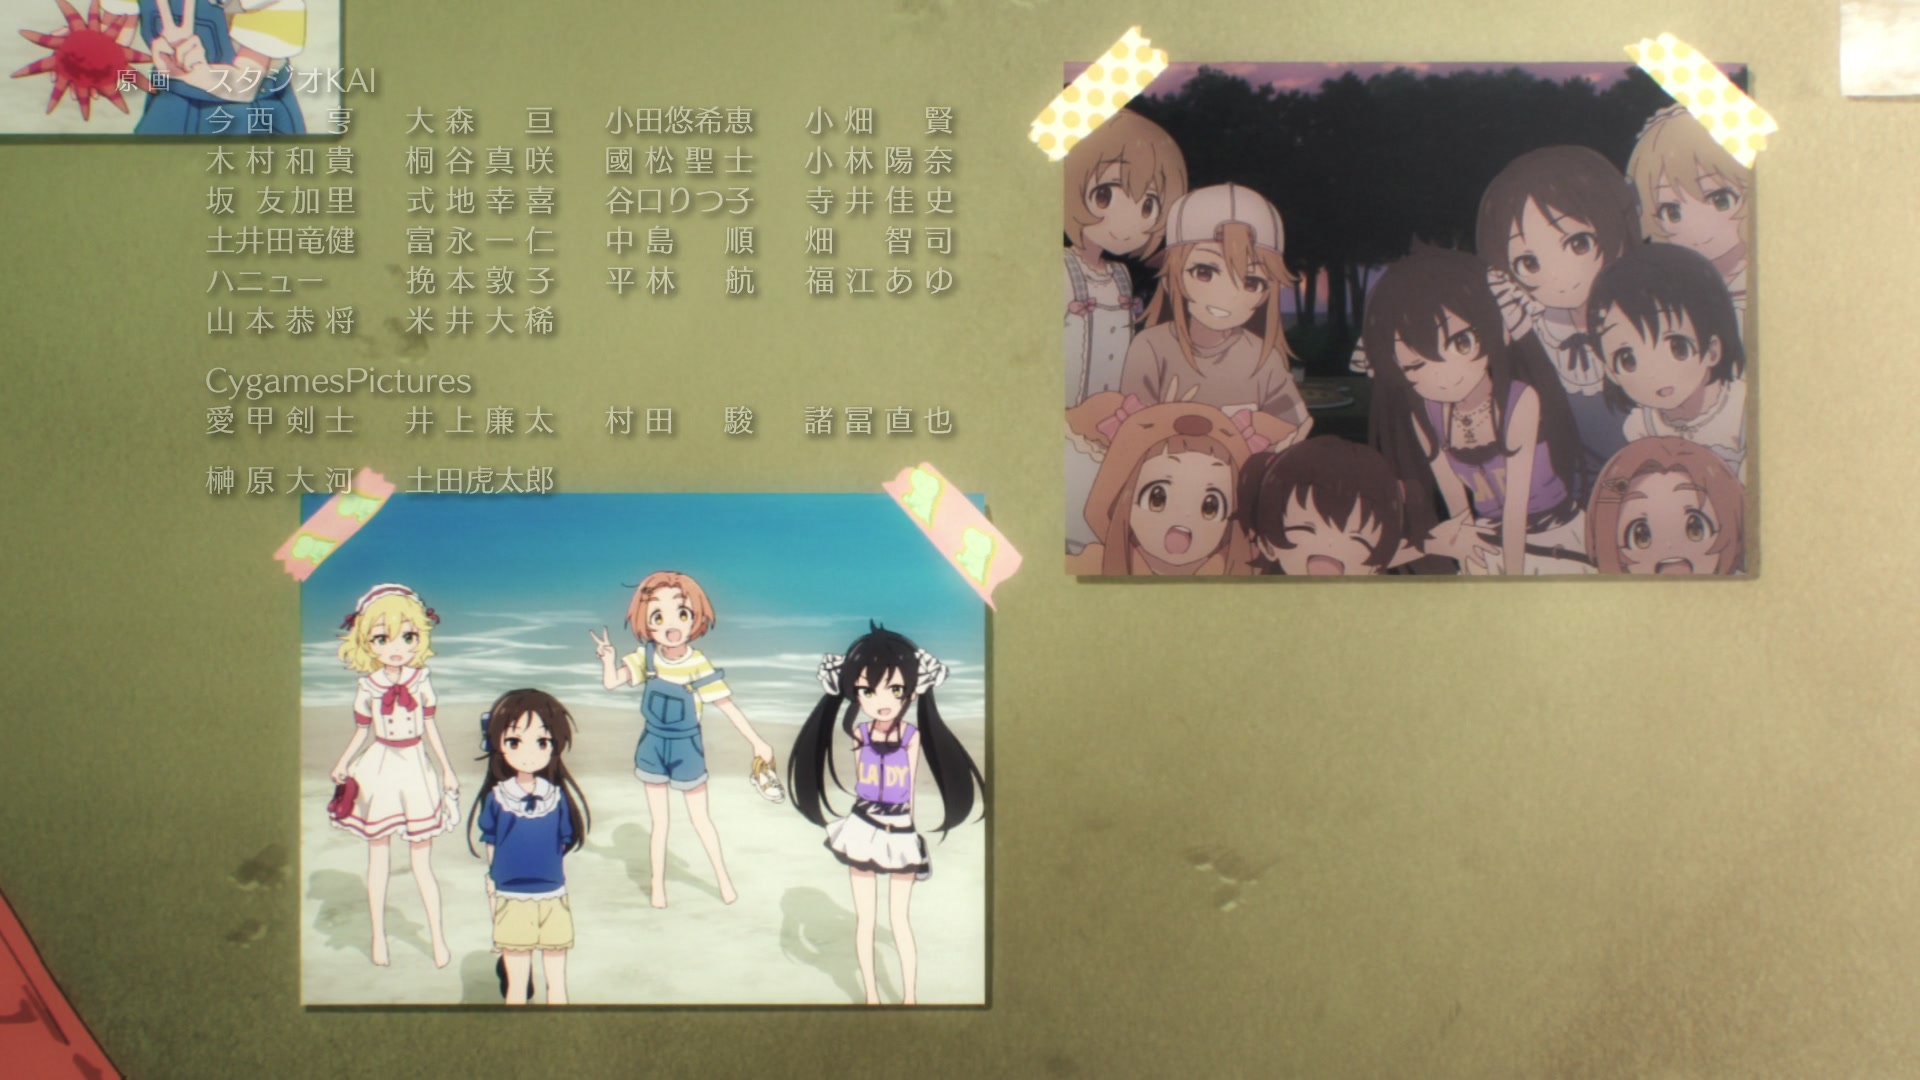 原画 スタジオKAI
今西 亨 大森 亘 小田悠希恵 小畑 賢
木村和貴 桐谷真咲 國松聖士 小林陽奈
坂 友加里 式地幸喜 谷口りつ子 寺井佳史
土井田竜健 富永一仁 中島 順 畑 智司
ハニュー 挽本敦子 平林 航 福江あゆ
山本恭将 米井大稀
CygamesPictures
愛甲剣士 井上廉太 村田 駿 諸冨直也
榊原大河 土田虎太郎
LADY